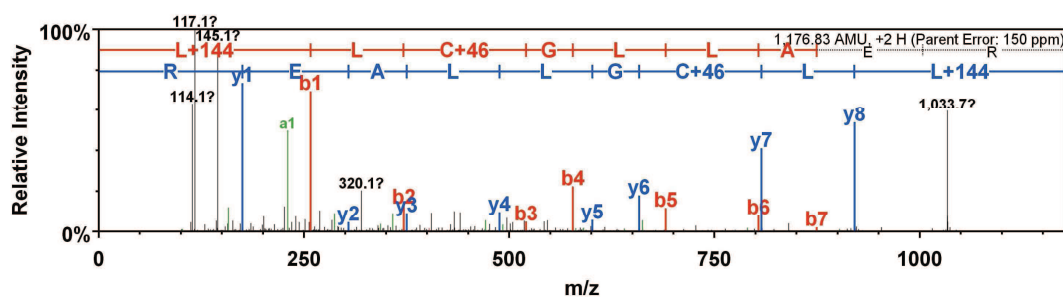 117.1?
100%
145.1?
1,176.83 AMU, +2 H (Parent Error: 150 ppm)
L+144 L C+46 G L L A E R
R E A L L G C+46 L L+144
y1
b1
114.1?
1,033.7?
a1
y7
y8
320.1?
b2
b4
y3
y2
y4
b3
y5
y6
b5
b6
b7
0%
0 250 500 750 1000
Relative Intensity
m/z